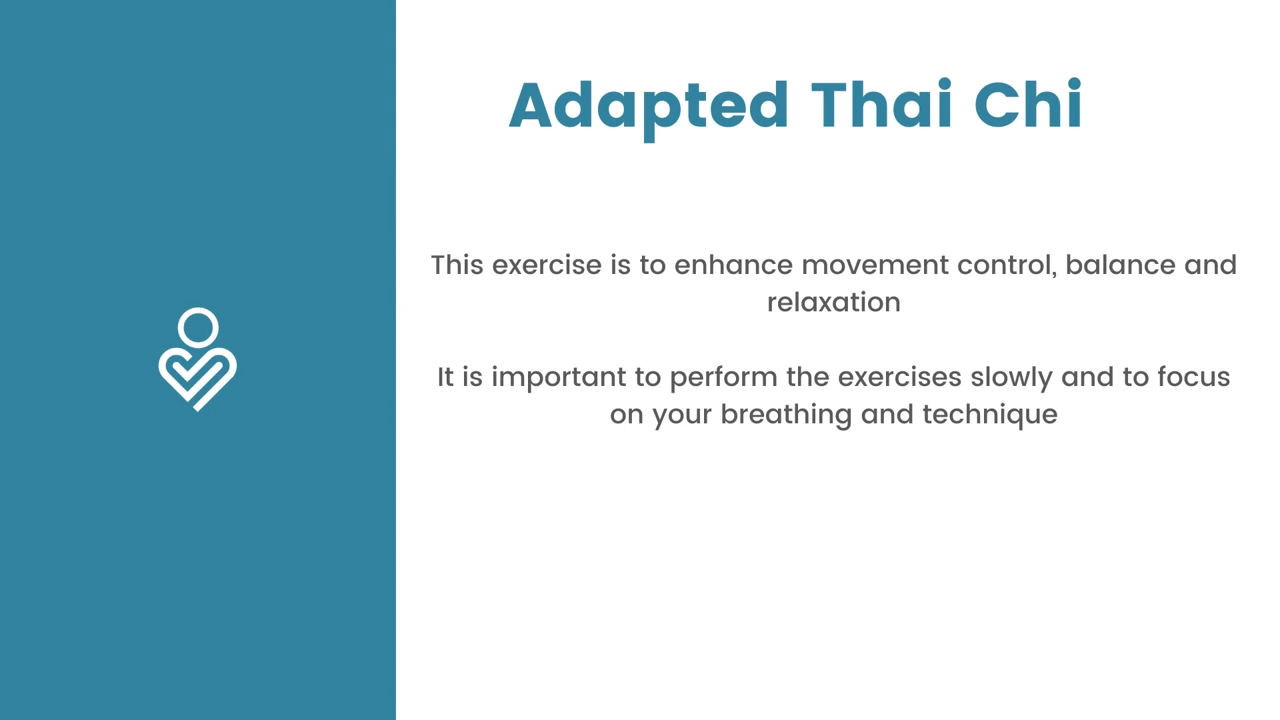 Adapted Thai Chi
This exercise is to enhance movement control, balance and
relaxation
It is important to perform the exercises slowly and to focus
on your breathing and technique